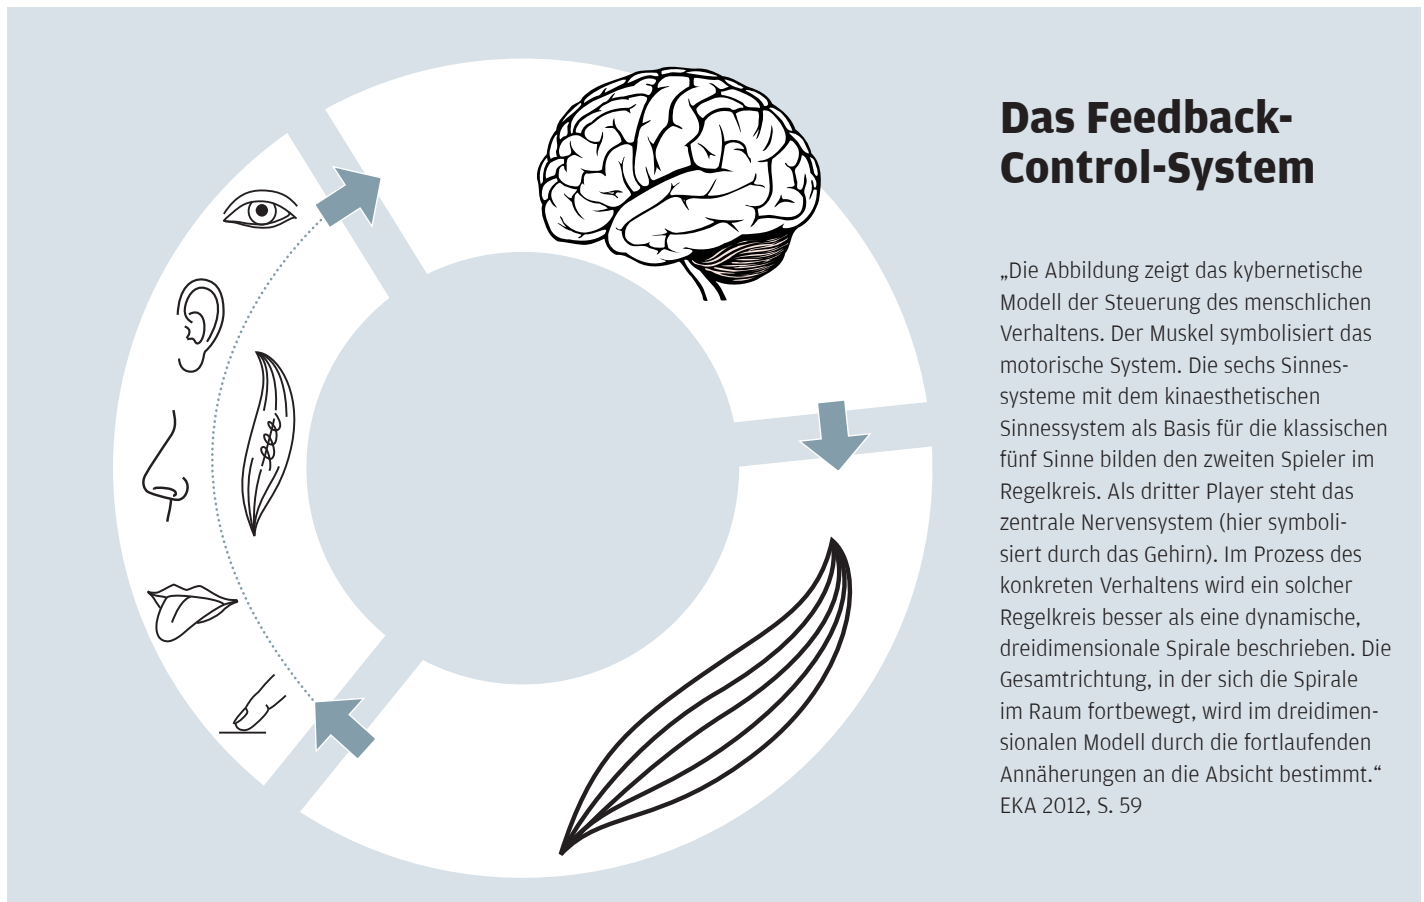 Das Feedback-
Control-System
„Die Abbildung zeigt das kybernetische
Modell der Steuerung des menschlichen
Verhaltens. Der Muskel symbolisiert das
motorische System. Die sechs Sinnes-
systeme mit dem kinaesthetischen
Sinnessystem als Basis für die klassischen
fünf Sinne bilden den zweiten Spieler im
Regelkreis. Als dritter Player steht das
zentrale Nervensystem (hier symboli-
siert durch das Gehirn). Im Prozess des
konkreten Verhaltens wird ein solcher
Regelkreis besser als eine dynamische,
dreidimensionale Spirale beschrieben. Die
Gesamtrichtung, in der sich die Spirale
im Raum fortbewegt, wird im dreidimen-
sionalen Modell durch die fortlaufenden
Annäherungen an die Absicht bestimmt.“
EKA 2012, S. 59